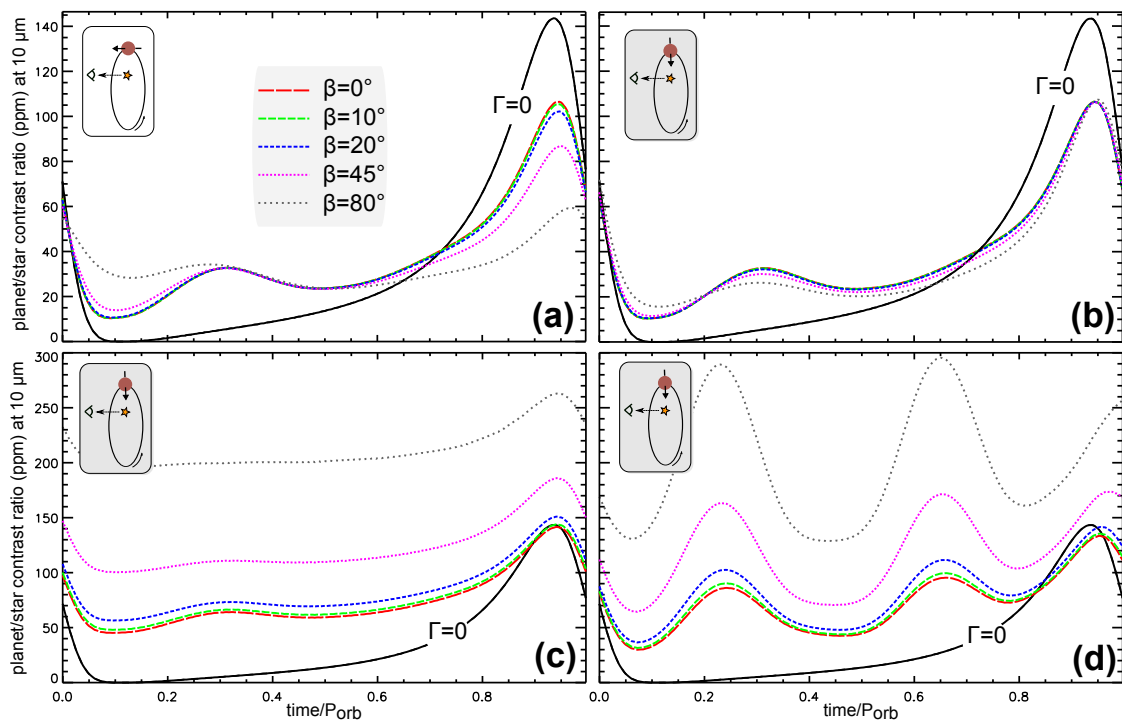 planet/star contrast ratio (ppm) at 10 µm
140
120
100
80
60
40
20
0
β=0°
β=10°
β=20°
β=45°
β=80°
Γ=0
(a)
Γ=0
(b)
planet/star contrast ratio (ppm) at 10 µm
300
250
200
150
100
50
0
Γ=0
(c)
Γ=0
(d)
0.0 0.2 0.4 0.6 0.8
time/Porb
0.0 0.2 0.4 0.6 0.8
time/Porb